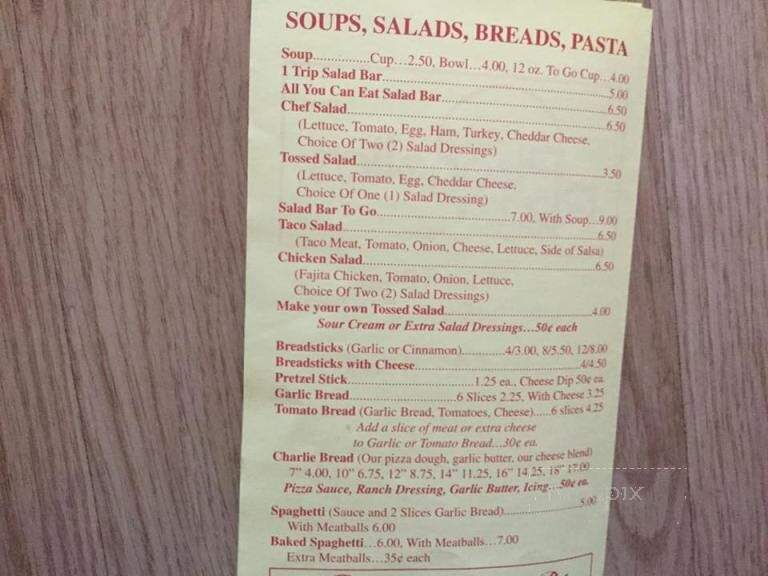 SOUPS, SALADS, BREADS, PASTA
Soup................Cup...2.50, Bowl...4.00, 12 oz. To Go Cup...4.00
1 Trip Salad Bar...5.00
All You Can Eat Salad Bar...6.50
Chef Salad...6.50
(Lettuce, Tomato, Egg, Ham, Turkey, Cheddar Cheese,
Choice Of Two (2) Salad Dressings)
Tossed Salad...3.50
(Lettuce, Tomato, Egg, Cheddar Cheese,
Choice Of One (1) Salad Dressing)
Salad Bar To Go...7.00, With Soup...9.00
Taco Salad...6.50
(Taco Meat, Tomato, Onion, Cheese, Lettuce, Side of Salsa)
Chicken Salad...6.50
(Fajita Chicken, Tomato, Onion, Lettuce,
Choice Of Two (2) Salad Dressings)
Make your own Tossed Salad...4.00
Sour Cream or Extra Salad Dressings...50¢ each
Breadsticks (Garlic or Cinnamon)............4/3.00, 8/5.50, 12/8.00
Breadsticks with Cheese...4/4.50
Pretzel Stick...1.25 ea., Cheese Dip 50¢ ea.
Garlic Bread...6 Slices 2.25, With Cheese 3.25
Tomato Bread (Garlic Bread, Tomatoes, Cheese).....6 slices 4.25
Add a slice of meat or extra cheese
to Garlic or Tomato Bread...30¢ ea.
Charlie Bread (Our pizza dough, garlic butter, our cheese blend)
7" 4.00, 10" 6.75, 12" 8.75, 14" 11.25, 16" 14.25, 18" 17.00
Pizza Sauce, Ranch Dressing, Garlic Butter, Icing...50¢ ea.
Spaghetti (Sauce and 2 Slices Garlic Bread)...5.00
With Meatballs 6.00
Baked Spaghetti...6.00, With Meatballs...7.00
Extra Meatballs...35¢ each